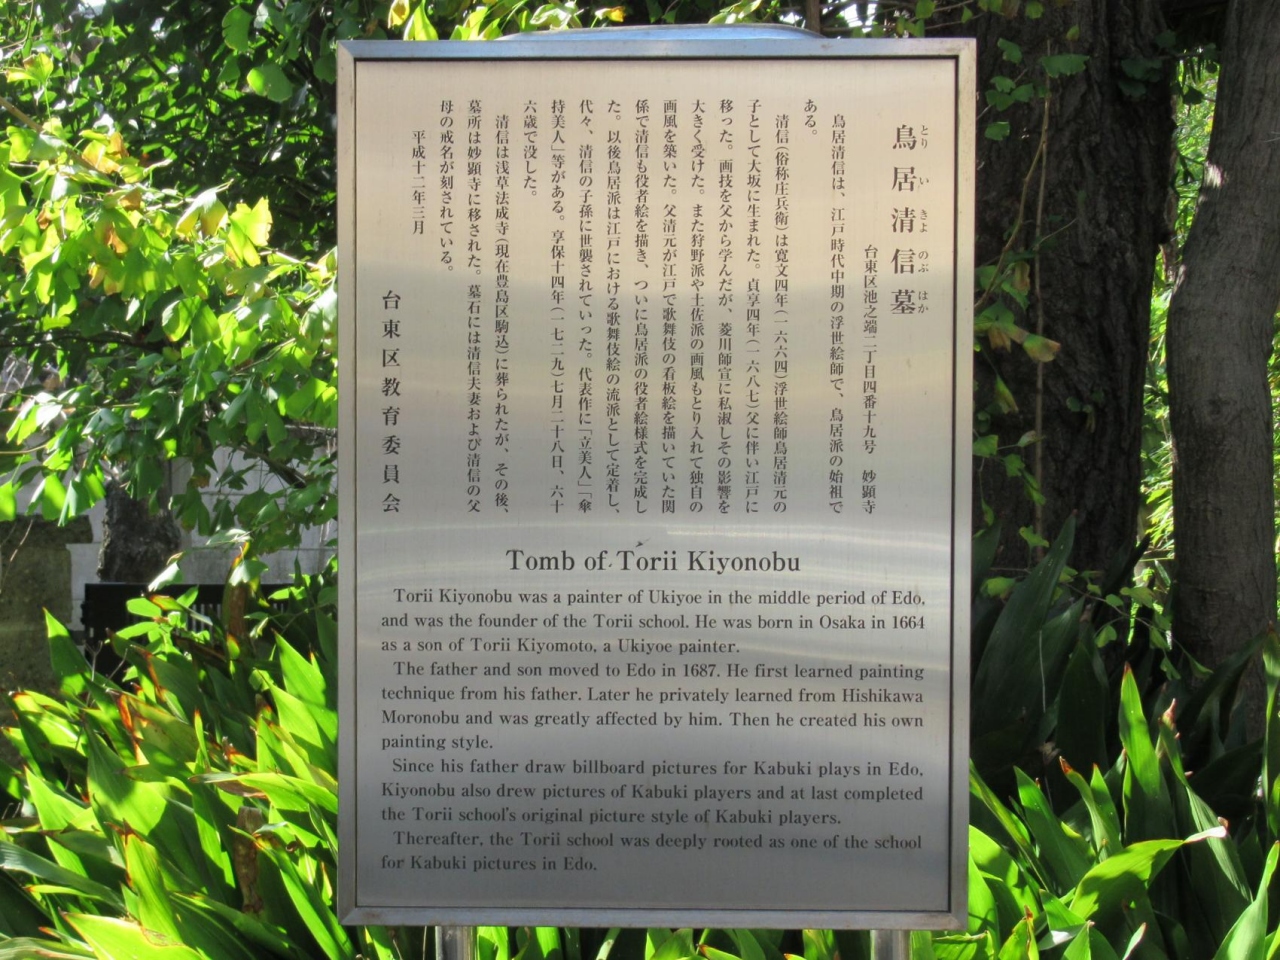 鳥居清信墓
とり い きよ のぶ はか
台東区池之端二丁目四番十九号 妙顕寺
鳥居清信は、江戸時代中期の浮世絵師で、鳥居派の始祖で
ある。
清信(俗称庄兵衛)は寛文四年(一六六四)浮世絵師鳥居清元の
子として大坂に生まれた。貞享四年(一六八七)父に伴い江戸に
移った。画技を父から学んだが、菱川師宣に私淑しその影響を
大きく受けた。また狩野派や土佐派の画風もとり入れて独自の
画風を築いた。父清元が江戸で歌舞伎の看板絵を描いていた関
係で清信も役者絵を描き、ついに鳥居派の役者絵様式を完成し
た。以後鳥居派は江戸における歌舞伎絵の流派として定着し、
代々、清信の子孫に世襲されていった。代表作に「立美人」「傘
持美人」等がある。享保十四年(一七二九)七月二十八日、六十
六歳で没した。
清信は浅草法成寺(現在豊島区駒込)に葬られたが、その後、
墓所は妙顕寺に移された。墓石には清信夫妻および清信の父
母の戒名が刻されている。
平成十二年三月
台東区教育委員会
Tomb of Torii Kiyonobu
Torii Kiyonobu was a painter of Ukiyoe in the middle period of Edo,
and was the founder of the Torii school. He was born in Osaka in 1664
as a son of Torii Kiyomoto, a Ukiyoe painter.
The father and son moved to Edo in 1687. He first learned painting
technique from his father. Later he privately learned from Hishikawa
Moronobu and was greatly affected by him. Then he created his own
painting style.
Since his father draw billboard pictures for Kabuki plays in Edo,
Kiyonobu also drew pictures of Kabuki players and at last completed
the Torii school's original picture style of Kabuki players.
Thereafter, the Torii school was deeply rooted as one of the school
for Kabuki pictures in Edo.